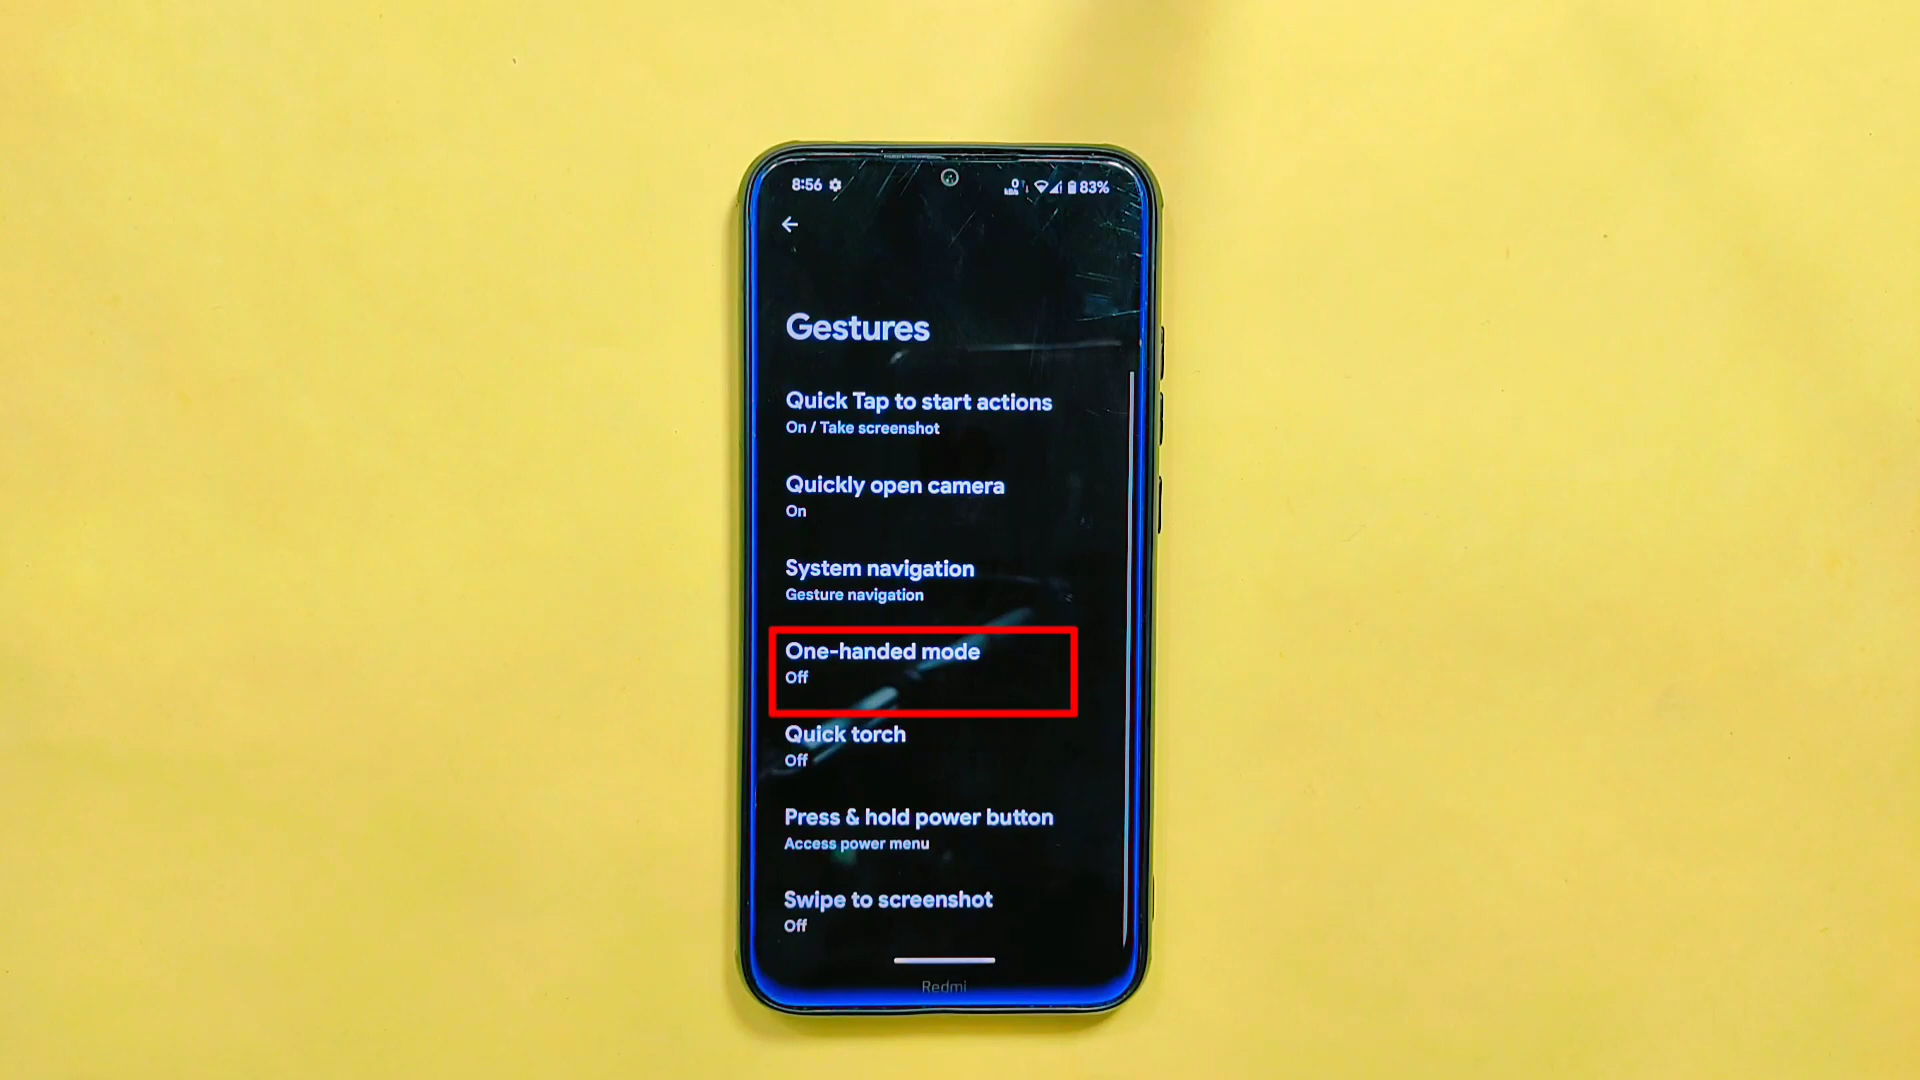 8:56
83%
Gestures
Quick Tap to start actions
On / Take screenshot
Quickly open camera
On
System navigation
Gesture navigation
One-handed mode
Off
Quick torch
Off
Press & hold power button
Access power menu
Swipe to screenshot
Off
Redmi